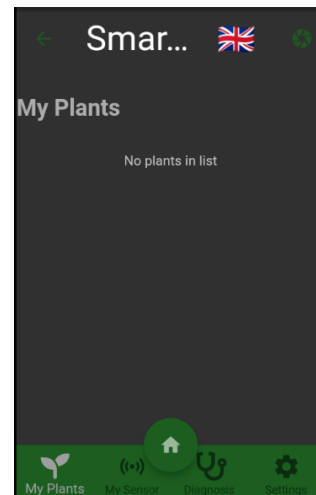 Smar...
My Plants
No plants in list
My Plants
My Sensor
Diagnosis
Settings